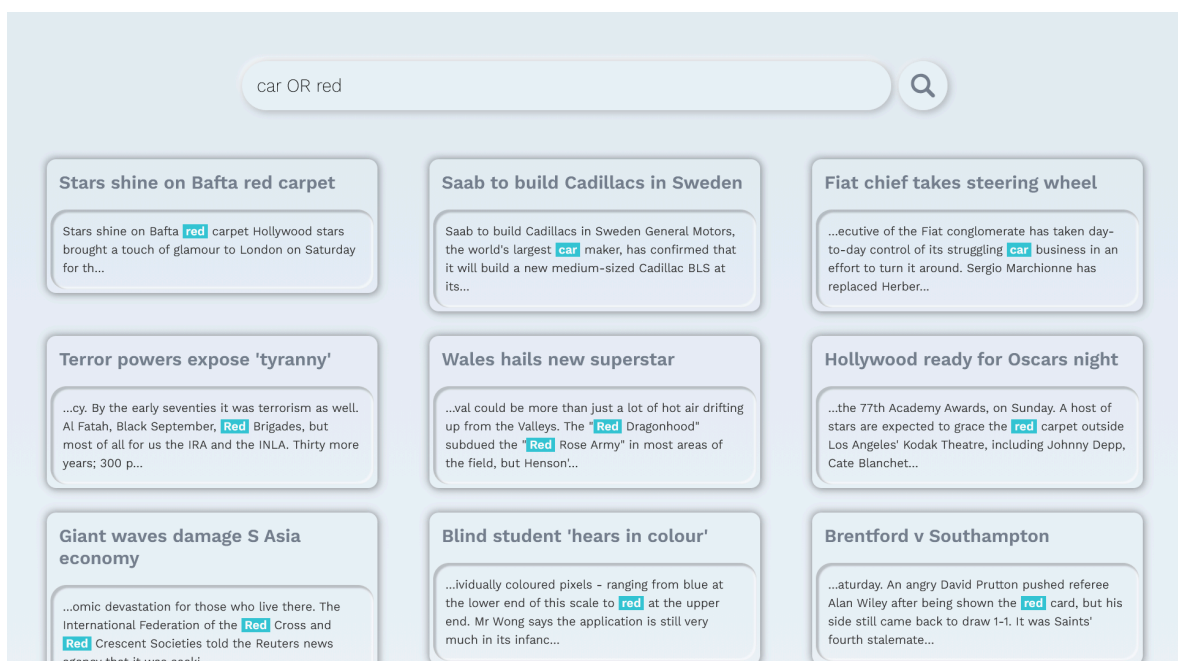 car OR red
Stars shine on Bafta red carpet
Stars shine on Bafta red carpet Hollywood stars
brought a touch of glamour to London on Saturday
for th...
Saab to build Cadillacs in Sweden
Saab to build Cadillacs in Sweden General Motors,
the world's largest car maker, has confirmed that
it will build a new medium-sized Cadillac BLS at
its...
Fiat chief takes steering wheel
...ecutive of the Fiat conglomerate has taken day-
to-day control of its struggling car business in an
effort to turn it around. Sergio Marchionne has
replaced Herber...
Terror powers expose 'tyranny'
...cy. By the early seventies it was terrorism as well.
Al Fatah, Black September, Red Brigades, but
most of all for us the IRA and the INLA. Thirty more
years; 300 p...
Wales hails new superstar
...val could be more than just a lot of hot air drifting
up from the Valleys. The "Red Dragonhood"
subdued the "Red Rose Army" in most areas of
the field, but Henson'...
Hollywood ready for Oscars night
...the 77th Academy Awards, on Sunday. A host of
stars are expected to grace the red carpet outside
Los Angeles' Kodak Theatre, including Johnny Depp,
Cate Blanchet...
Giant waves damage S Asia
economy
...omic devastation for those who live there. The
International Federation of the Red Cross and
Red Crescent Societies told the Reuters news
agency that it was seeki...
Blind student 'hears in colour'
...ividually coloured pixels - ranging from blue at
the lower end of this scale to red at the upper
end. Mr Wong says the application is still very
much in its infanc...
Brentford v Southampton
...aturday. An angry David Prutton pushed referee
Alan Wiley after being shown the red card, but his
side still came back to draw 1-1. It was Saints'
fourth stalemate...